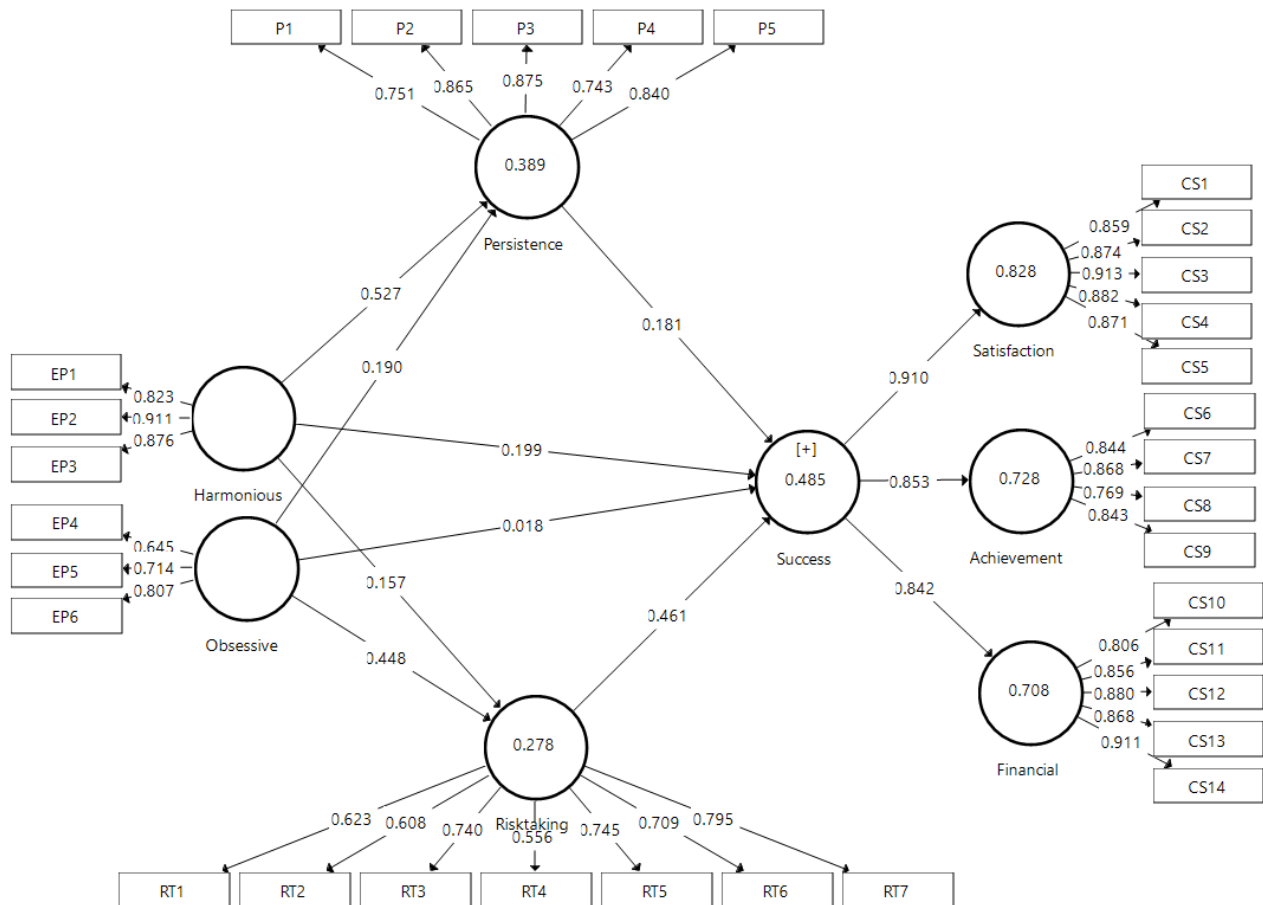 P1 P2 P3 P4 P5
0.751 0.865 0.875 0.743 0.840
0.389
Persistence
CS1
CS2
CS3
CS4
CS5
0.859
0.874
0.913
0.882
0.871
0.828
Satisfaction
0.527
0.190
0.181
0.910
EP1
EP2
EP3
0.823
0.911
0.876
Harmonious
0.199
[+]
0.485
Success
0.853
0.728
Achievement
CS6
CS7
CS8
CS9
0.844
0.868
0.769
0.843
EP4
EP5
EP6
0.645
0.714
0.807
Obsessive
0.018
0.157
0.448
0.461
0.842
0.708
Financial
CS10
CS11
CS12
CS13
CS14
0.806
0.856
0.880
0.868
0.911
0.278
Risktaking
0.623 0.608 0.740 0.556 0.745 0.709 0.795
RT1 RT2 RT3 RT4 RT5 RT6 RT7